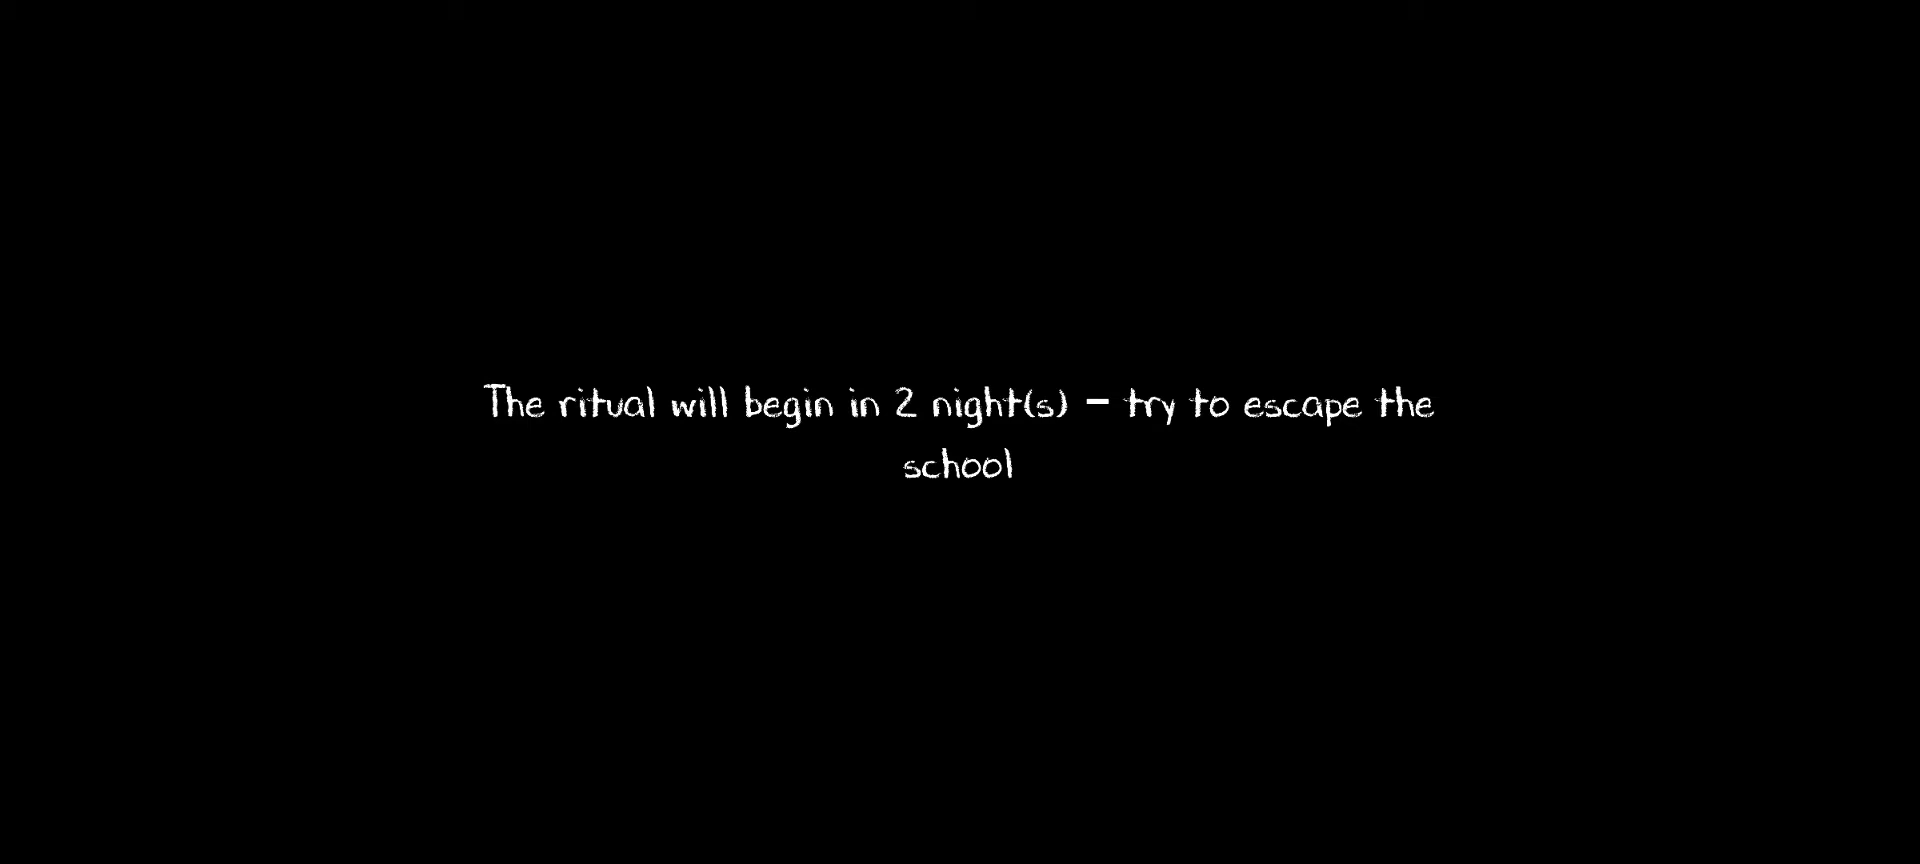 The ritual will begin in 2 night(s) - try to escape the
school